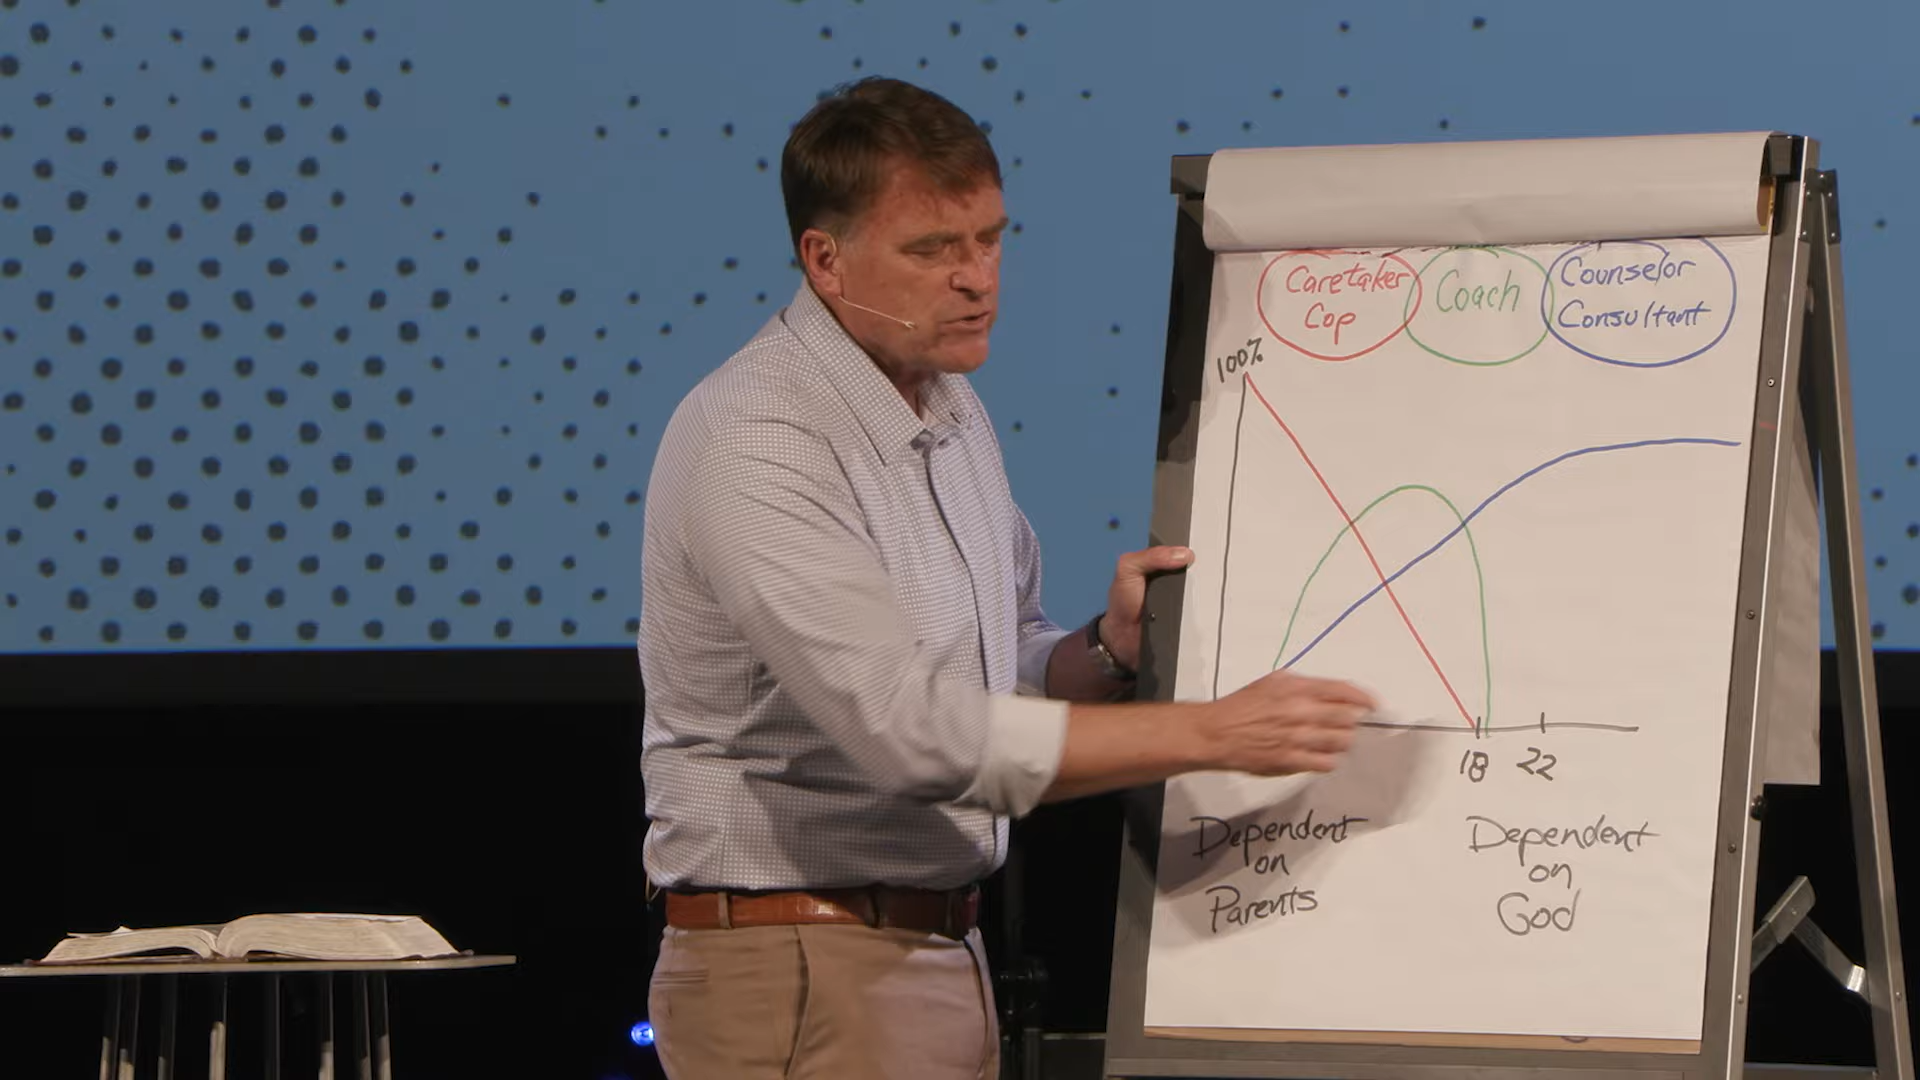 Caretaker
Cop
Coach
Counselor
Consultant
100%
18 22
Dependent
on
Parents
Dependent
on
God